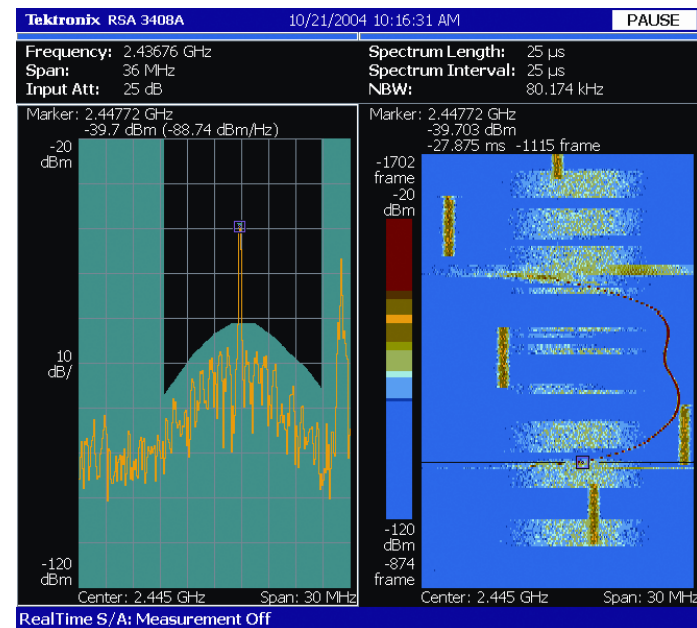 Tektronix RSA 3408A 10/21/2004 10:16:31 AM PAUSE
Frequency: 2.43676 GHz
Span: 36 MHz
Input Att: 25 dB
Spectrum Length: 25 µs
Spectrum Interval: 25 µs
NBW: 80.174 kHz
Marker: 2.44772 GHz
-39.7 dBm (-88.74 dBm/Hz)
-20
dBm
10
dB/
-120
dBm
Center: 2.445 GHz Span: 30 MHz
Marker: 2.44772 GHz
-39.703 dBm
-27.875 ms -1115 frame
-1702
frame
-20
dBm
-120
dBm
-874
frame
Center: 2.445 GHz Span: 30 MHz
RealTime S/A: Measurement Off